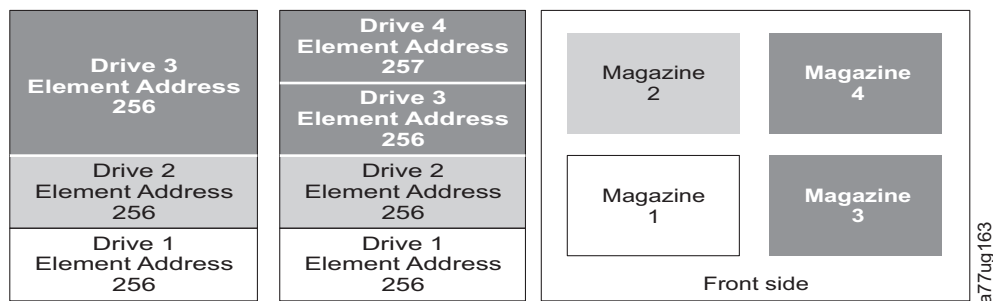 Drive 3
Element Address
256
Drive 2
Element Address
256
Drive 1
Element Address
256
Drive 4
Element Address
257
Drive 3
Element Address
256
Drive 2
Element Address
256
Drive 1
Element Address
256
Magazine
2
Magazine
4
Magazine
1
Magazine
3
Front side
a77ug163